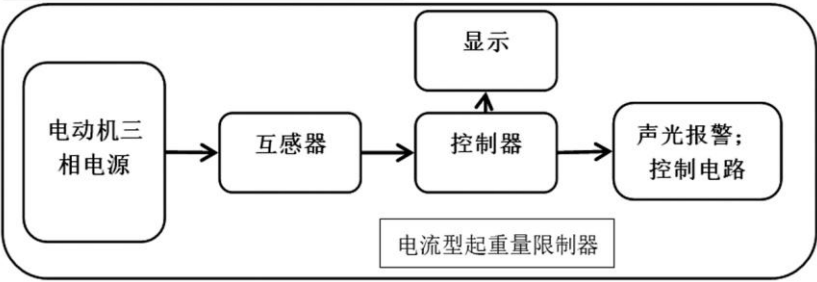 显示
电动机三
相电源
互感器
控制器
声光报警；
控制电路
电流型起重量限制器